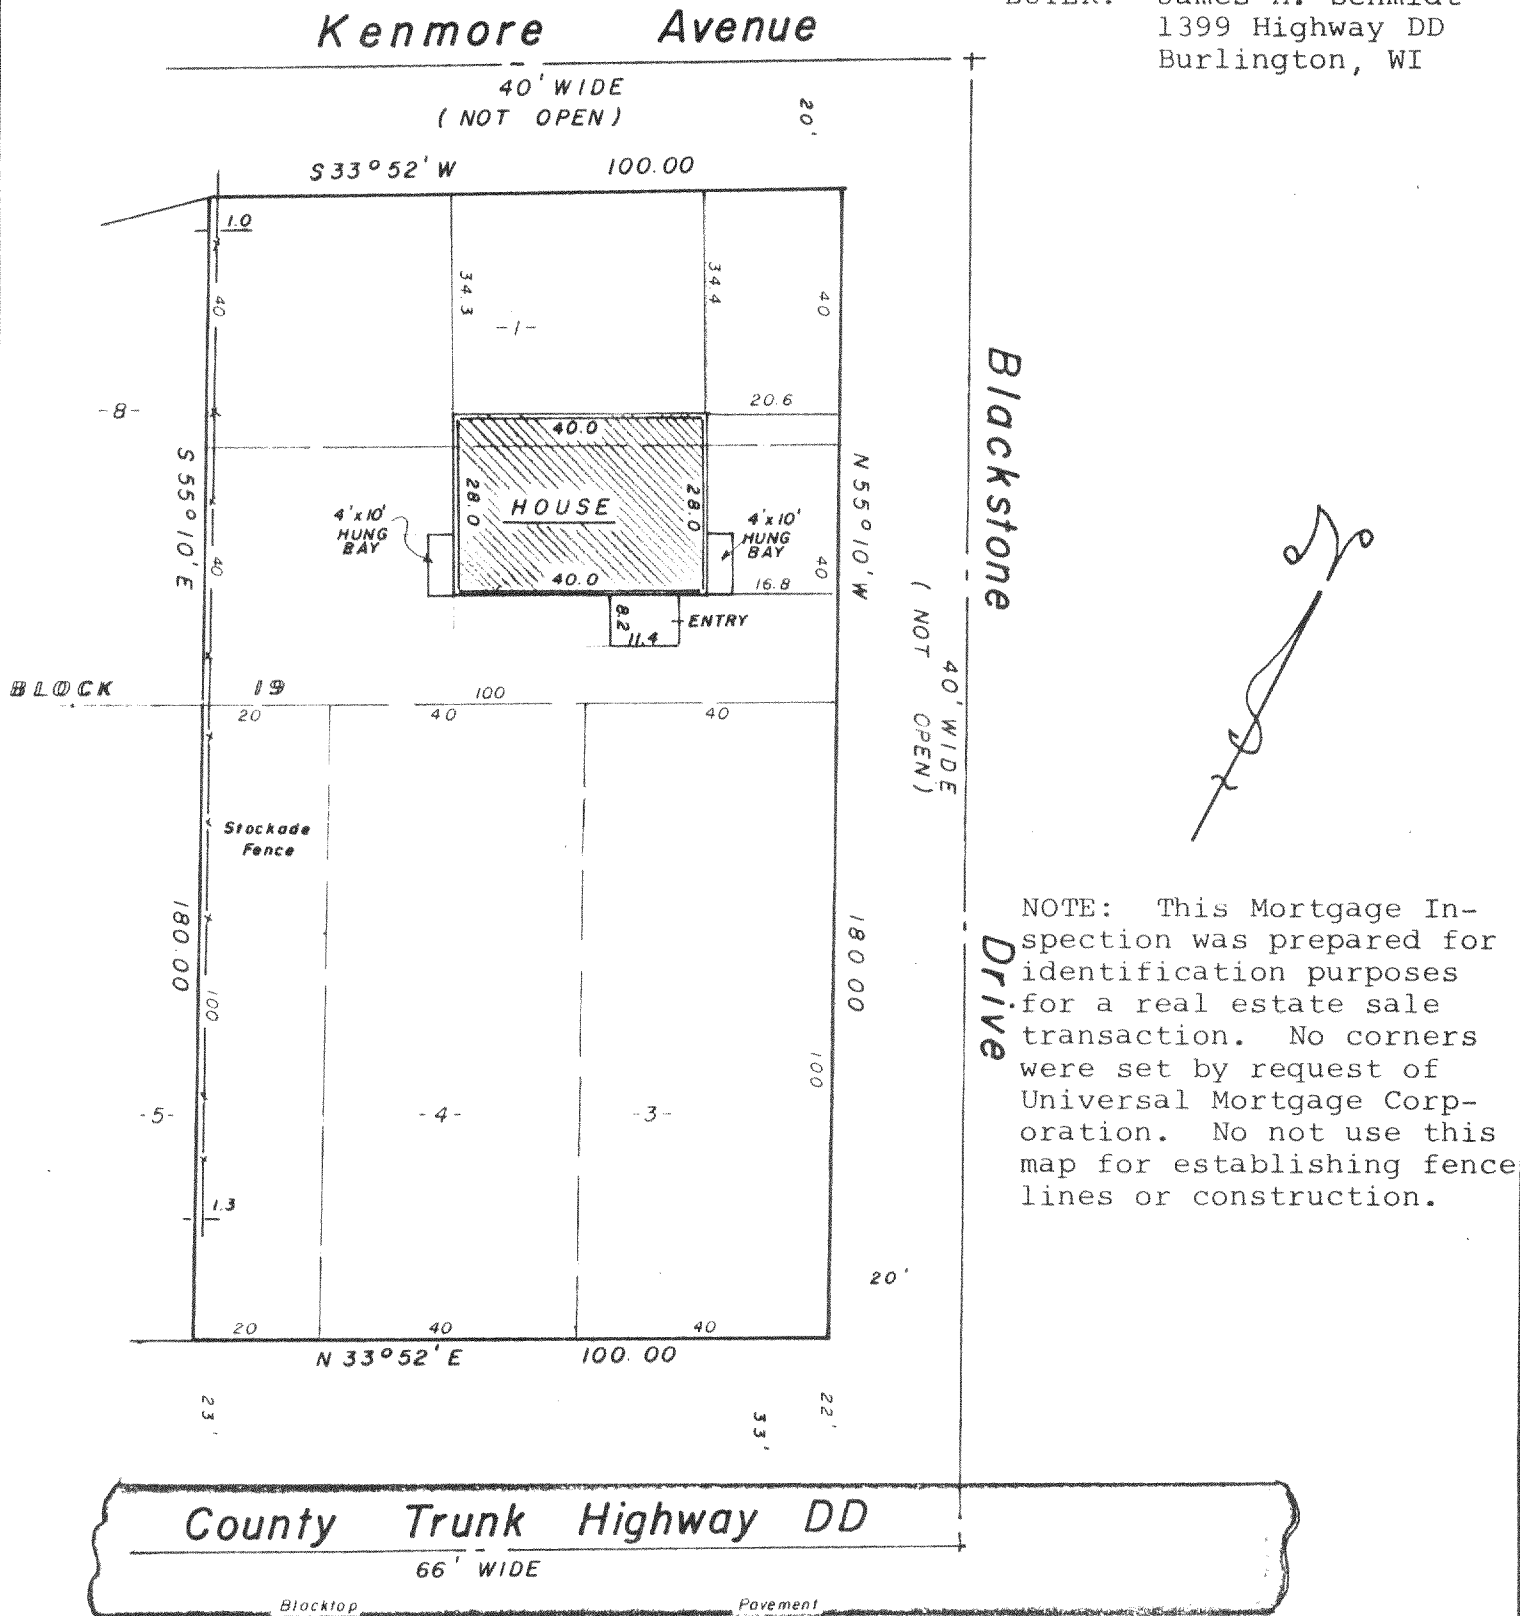 James H. Schmidt
1399 Highway DD
Burlington, WI
Kenmore Avenue
40' WIDE
( NOT OPEN )
20'
S 33° 52' W 100.00
1.0
40
34.3
34.4
40
-1-
-8-
20.6
40.0
S 55° 10' E
28.0
HOUSE
28.0
N 55° 10' W
4'x10'
HUNG
BAY
4'x10'
HUNG
BAY
40
40.0
16.8
40
8.2
11.4
ENTRY
Blackstone Drive
40' WIDE
( NOT OPEN )
BLOCK 19
100
20
40
40
Stockade
Fence
180.00
100
180.00
100
-5-
-4-
-3-
1.3
20'
20
40
40
N 33° 52' E 100.00
23'
33'
22'
NOTE: This Mortgage In-
spection was prepared for
identification purposes
for a real estate sale
transaction. No corners
were set by request of
Universal Mortgage Corp-
oration. No not use this
map for establishing fence
lines or construction.
County Trunk Highway DD
66' WIDE
Blacktop Pavement